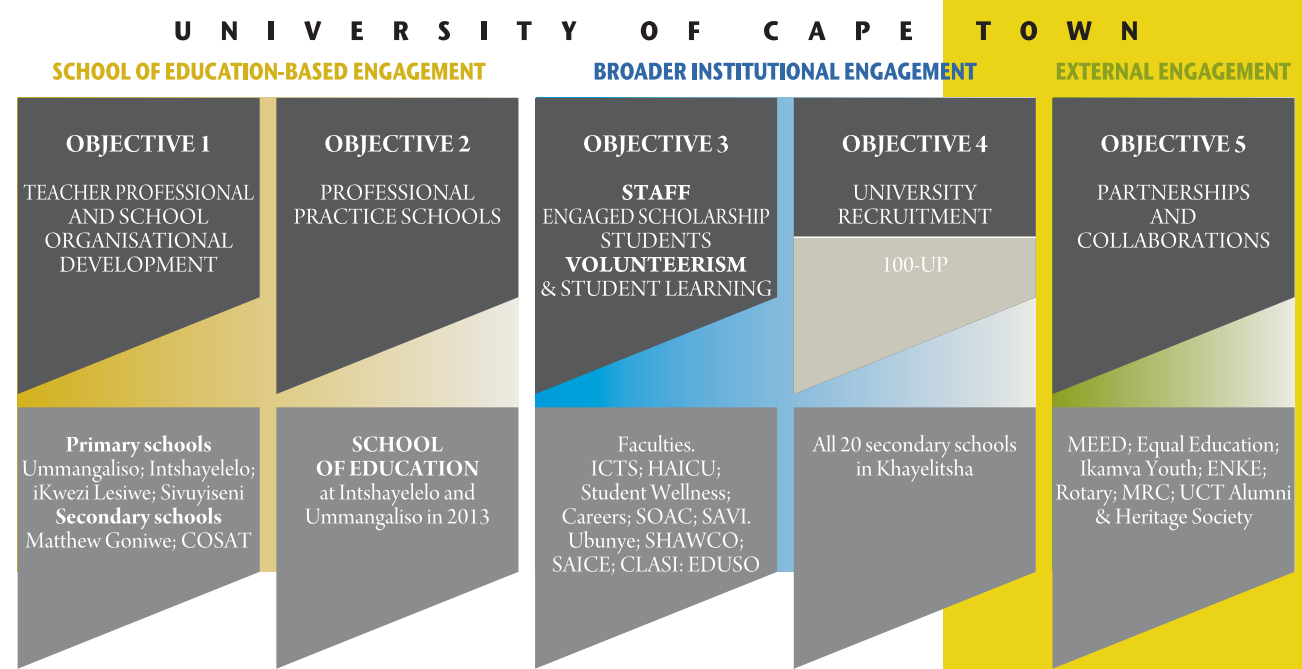 UNIVERSITY OF CAPE TOWN
SCHOOL OF EDUCATION-BASED ENGAGEMENT
BROADER INSTITUTIONAL ENGAGEMENT
EXTERNAL ENGAGEMENT
OBJECTIVE 1
TEACHER PROFESSIONAL
AND SCHOOL
ORGANISATIONAL
DEVELOPMENT
Primary schools
Ummangaliso; Intshayelelo;
iKwezi Lesiwe; Sivuyiseni
Secondary schools
Matthew Goniwe; COSAT
OBJECTIVE 2
PROFESSIONAL
PRACTICE SCHOOLS
SCHOOL
OF EDUCATION
at Intshayelelo and
Ummangaliso in 2013
OBJECTIVE 3
STAFF
ENGAGED SCHOLARSHIP
STUDENTS
VOLUNTEERISM
& STUDENT LEARNING
Faculties.
ICTS; HAICU;
Student Wellness;
Careers; SOAC; SAVI.
Ubunye; SHAWCO;
SAICE; CLASI: EDUSO
OBJECTIVE 4
UNIVERSITY
RECRUITMENT
100-UP
All 20 secondary schools
in Khayelitsha
OBJECTIVE 5
PARTNERSHIPS
AND
COLLABORATIONS
MEED; Equal Education;
Ikamva Youth; ENKE;
Rotary; MRC; UCT Alumni
& Heritage Society